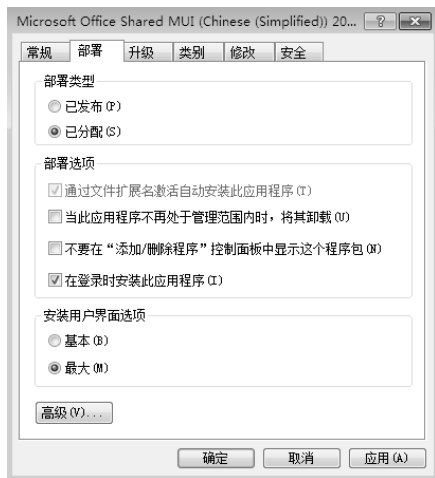 Microsoft Office Shared MUI (Chinese (Simplified)) 20...
常规 部署 升级 类别 修改 安全
部署类型
已发布(P)
已分配(S)
部署选项
通过文件扩展名激活自动安装此应用程序(T)
当此应用程序不再处于管理范围内时，将其卸载(U)
不要在“添加/删除程序”控制面板中显示这个程序包(N)
在登录时安装此应用程序(I)
安装用户界面选项
基本(B)
最大(M)
高级(V)...
确定 取消 应用(A)